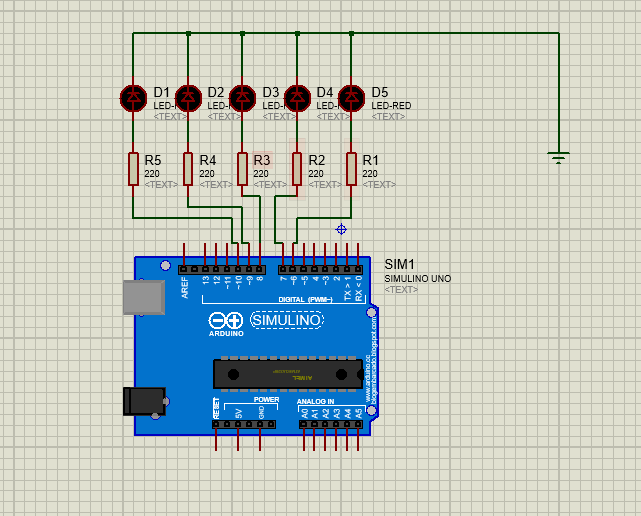 D1 D2 D3 D4 D5
LED- LED- LED- LED- LED-RED
<TEXT> <TEXT> <TEXT> <TEXT> <TEXT>
R5 R4 R3 R2 R1
220 220 220 220 220
<TEXT> <TEXT> <TEXT> <TEXT> <TEXT>
SIM1
SIMULINO UNO
<TEXT>
AREF 13 12 ~11 ~10 ~9 8 7 ~6 ~5 4 ~3 2 TX > 1 RX < 0
DIGITAL (PWM~)
SIMULINO
ARDUINO
ATMEL
www.arduino.cc
blogembarcado.blogspot.com
RESET 5V GND A0 A1 A2 A3 A4 A5
POWER ANALOG IN